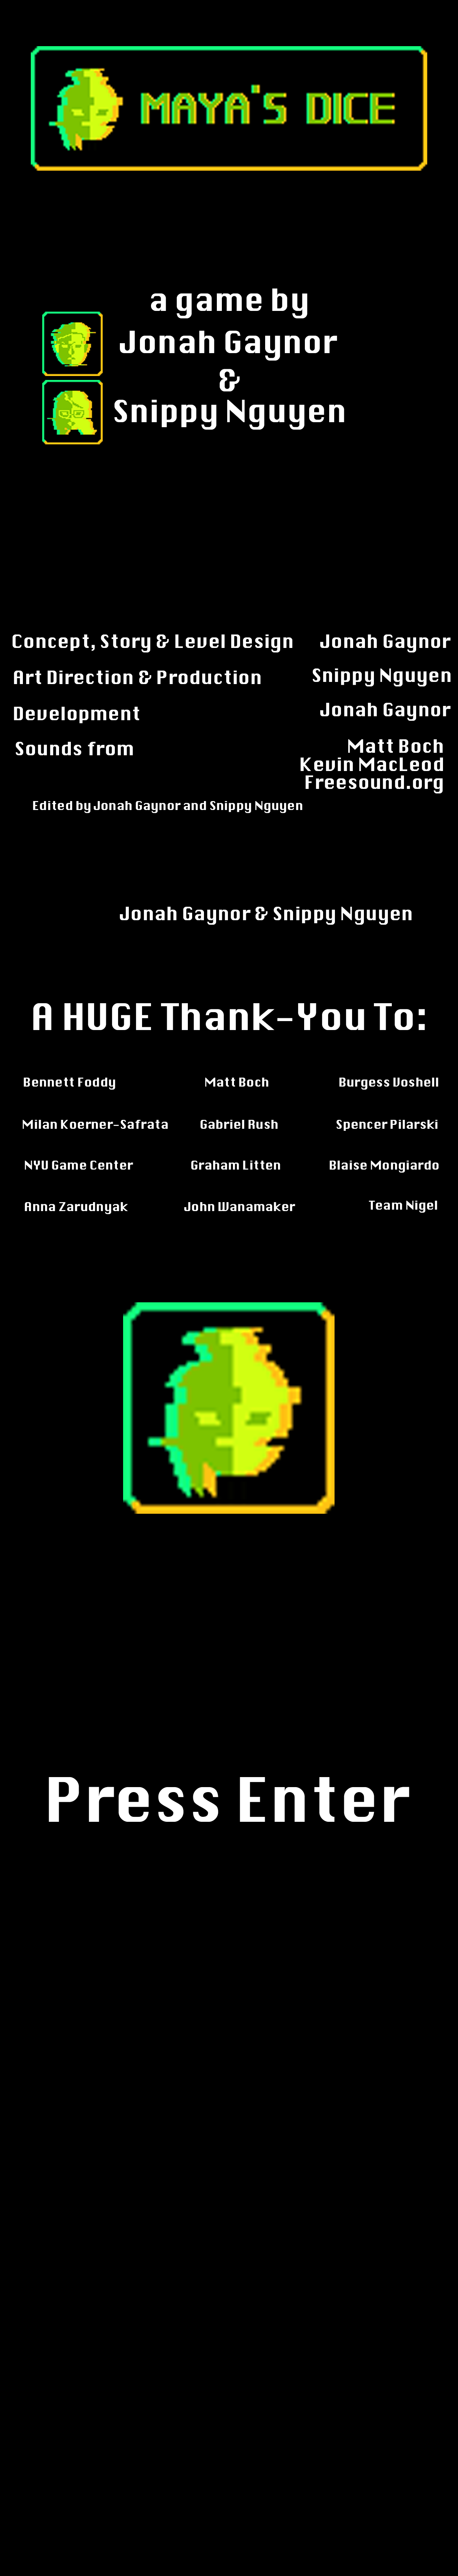 MAYA'S DICE
a game by
Jonah Gaynor
&
Snippy Nguyen
Concept, Story & Level Design Jonah Gaynor
Art Direction & Production Snippy Nguyen
Development Jonah Gaynor
Sounds from Matt Boch
Kevin MacLeod
Freesound.org
Edited by Jonah Gaynor and Snippy Nguyen
Jonah Gaynor & Snippy Nguyen
A HUGE Thank-You To:
Bennett Foddy Matt Boch Burgess Voshell
Milan Koerner-Safrata Gabriel Rush Spencer Pilarski
NYU Game Center Graham Litten Blaise Mongiardo
Anna Zarudnyak John Wanamaker Team Nigel
Press Enter